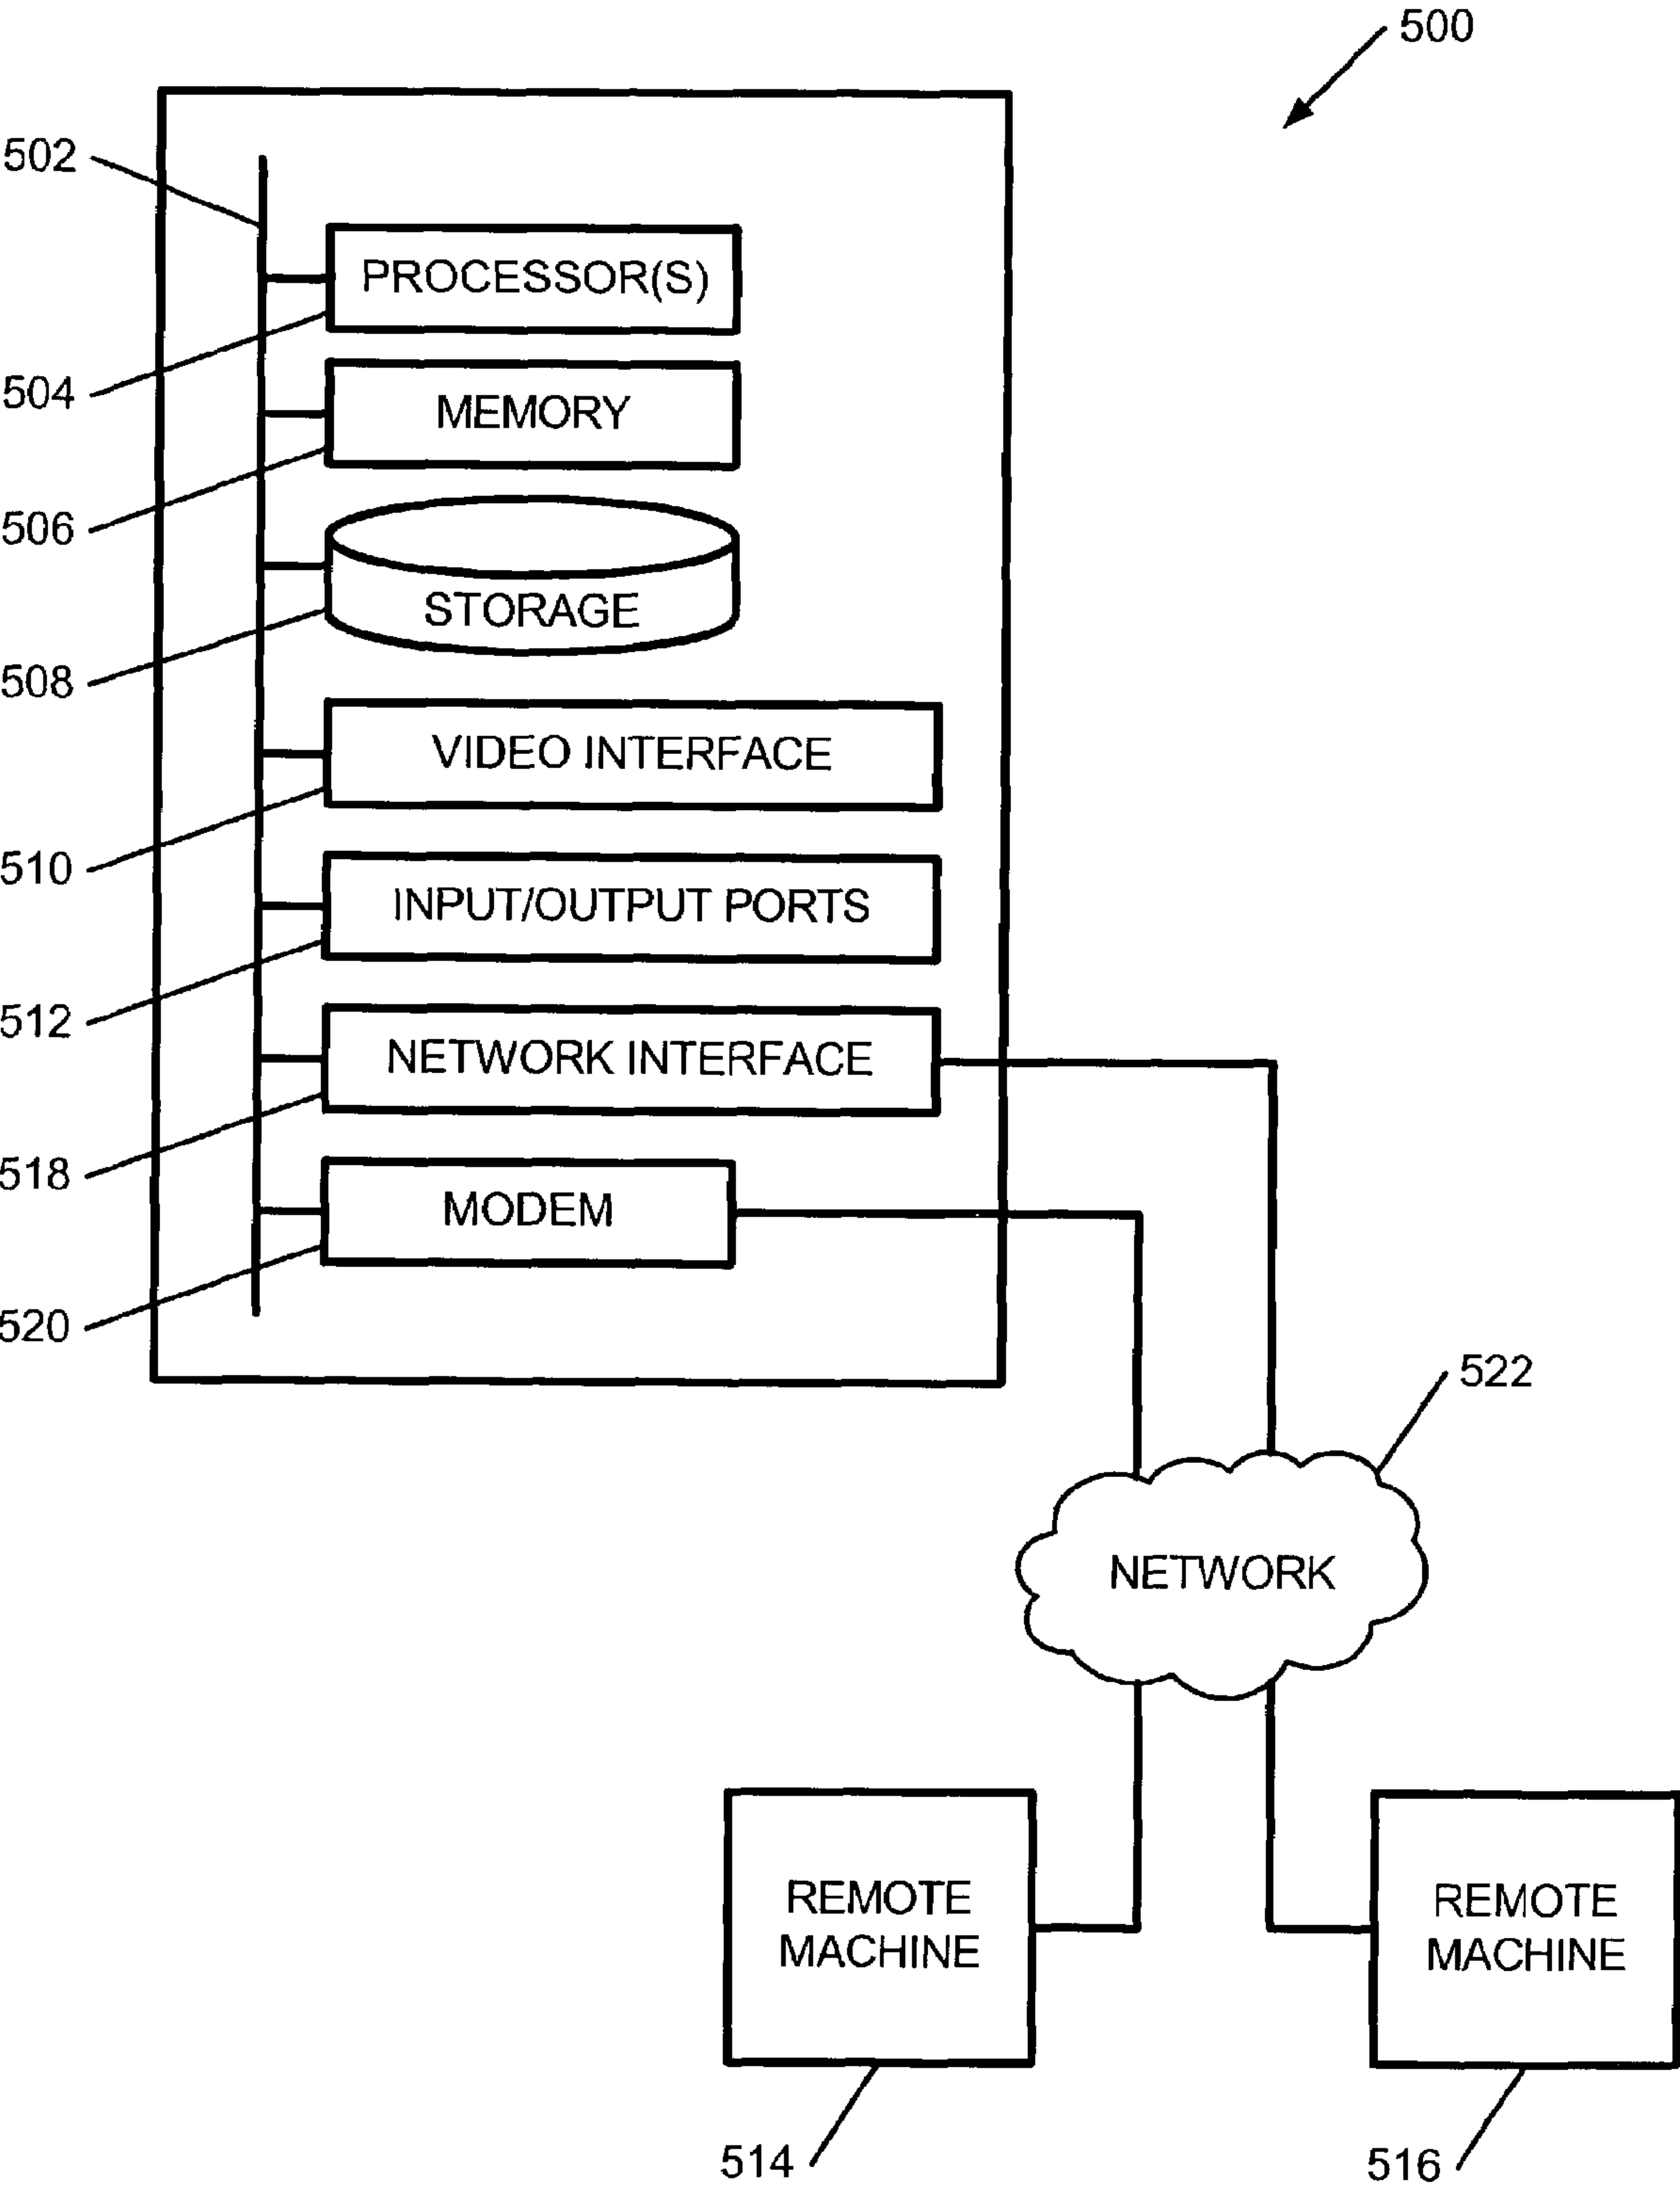 500
502
PROCESSOR(S)
504
MEMORY
506
STORAGE
508
VIDEO INTERFACE
510
INPUT/OUTPUT PORTS
512
NETWORK INTERFACE
518
MODEM
520
522
NETWORK
REMOTE
MACHINE
REMOTE
MACHINE
514
516